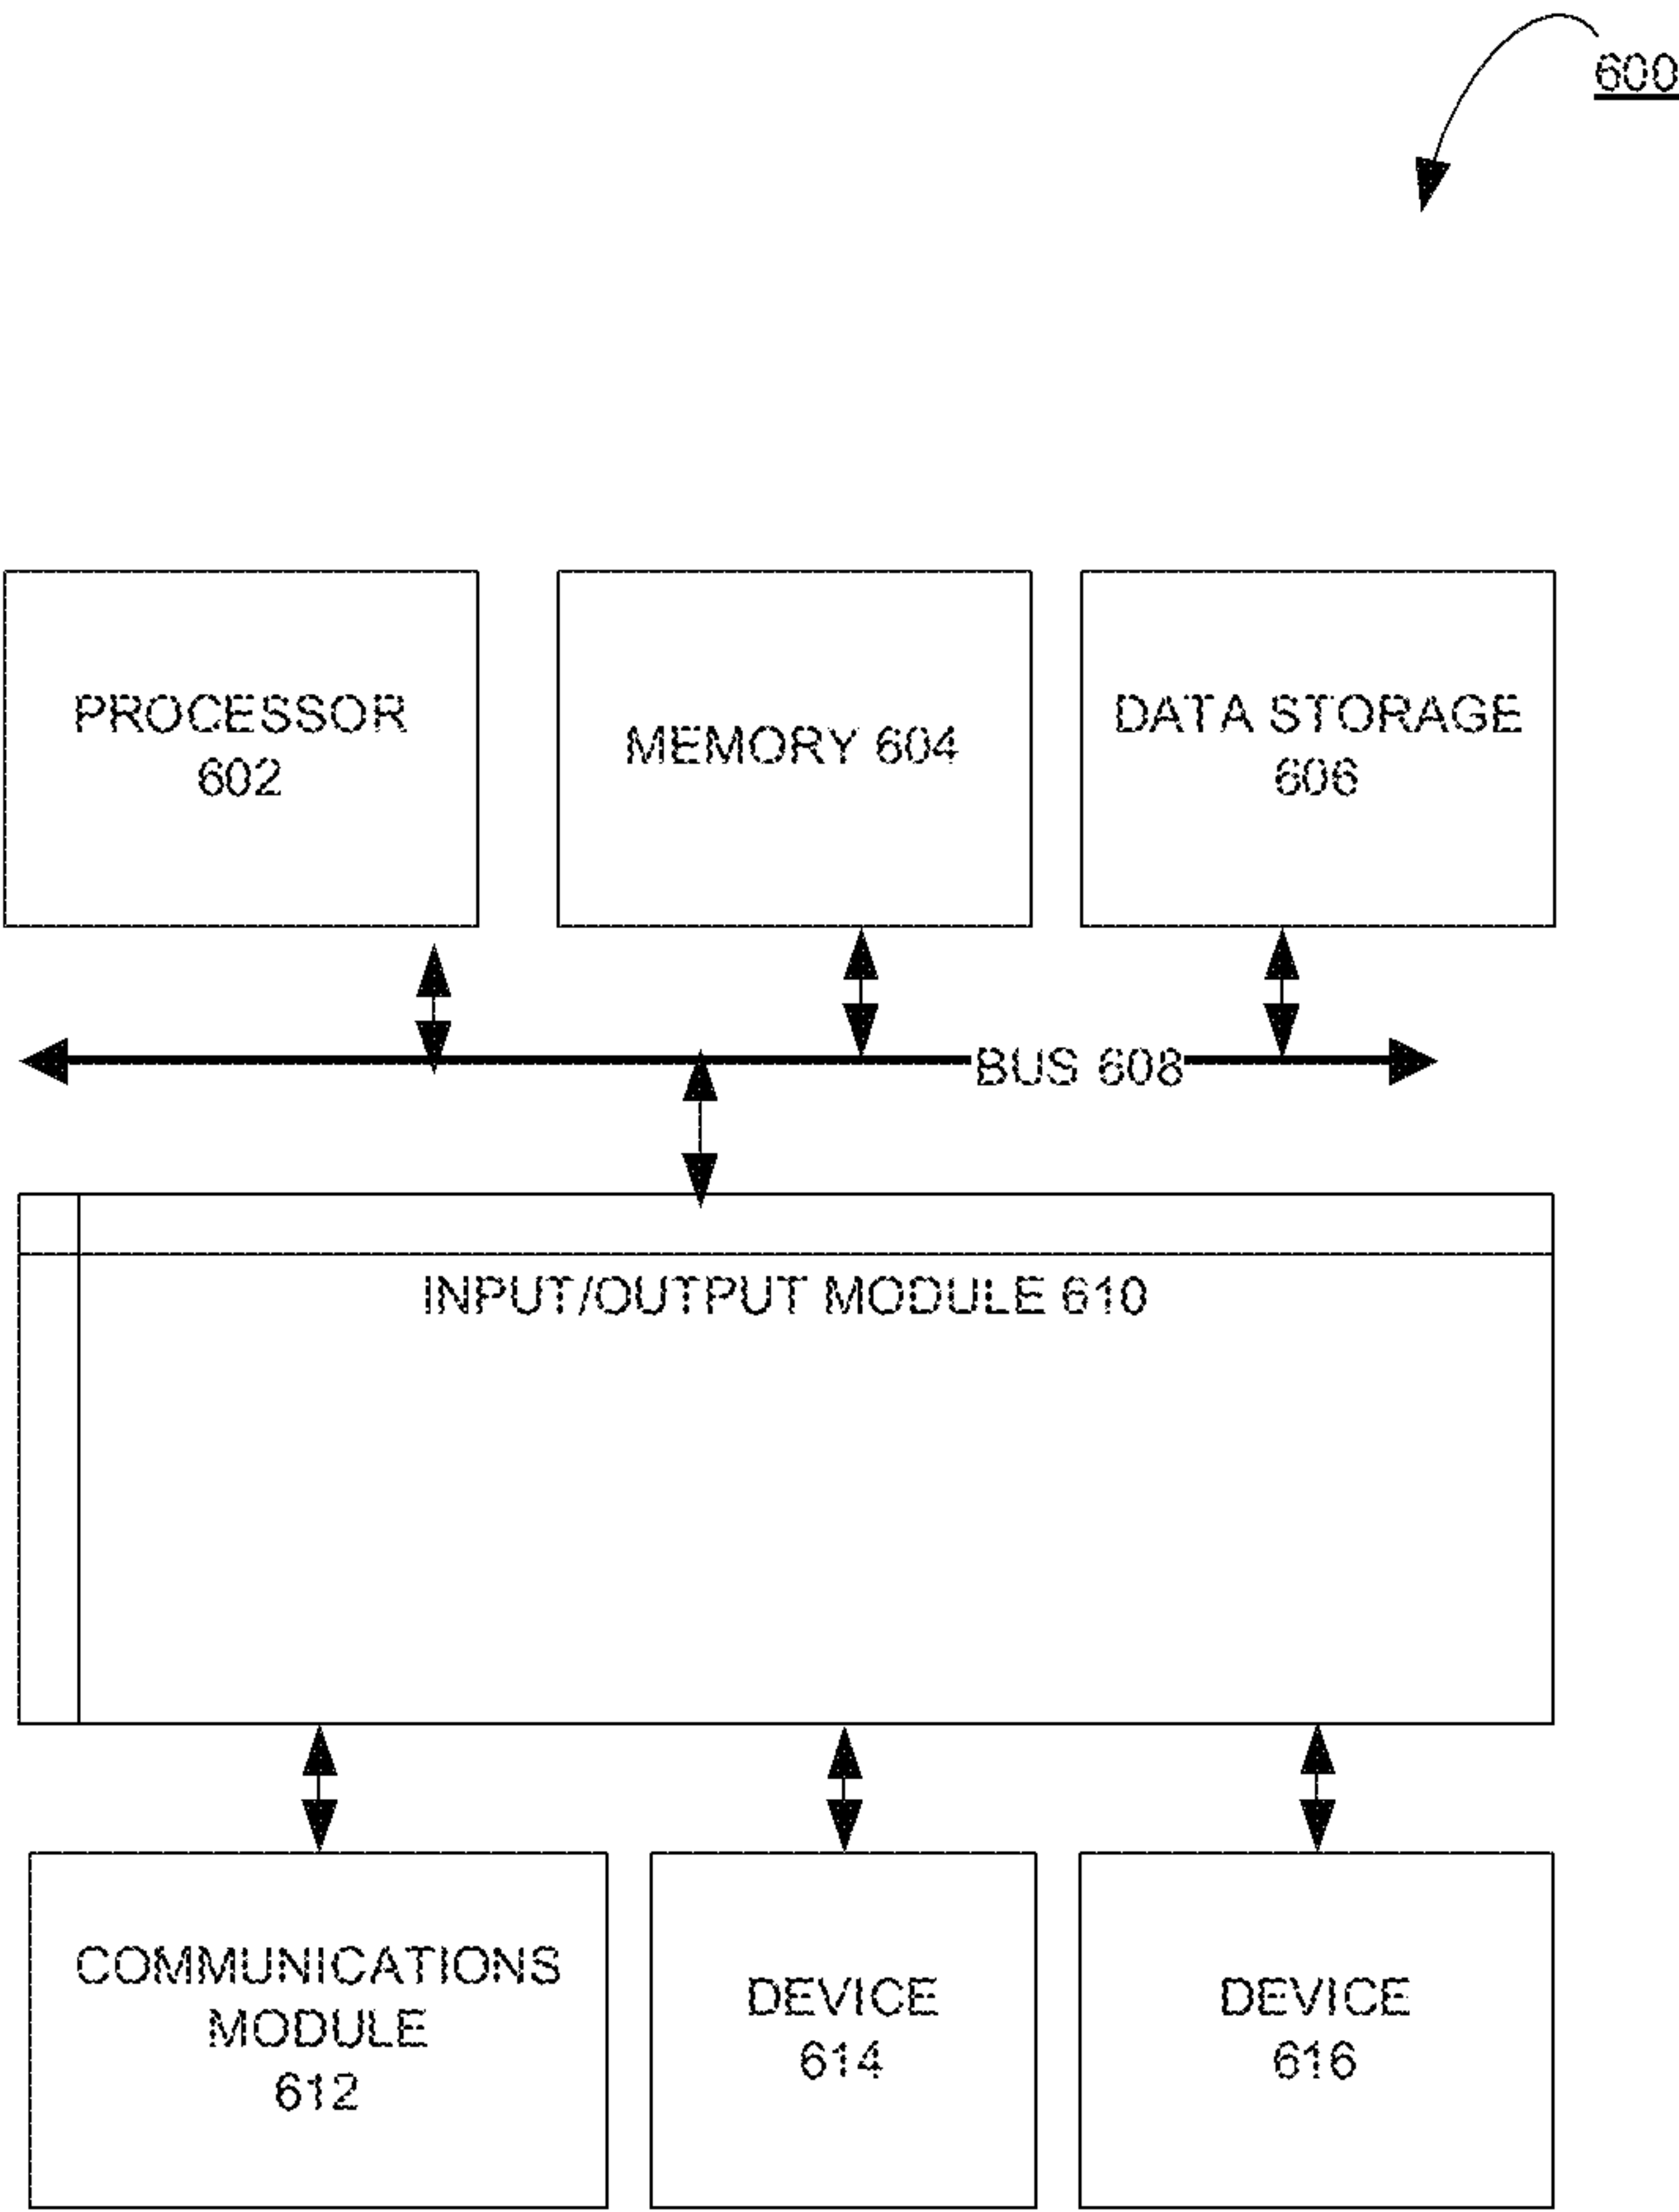 600
PROCESSOR
602
MEMORY 604
DATA STORAGE
606
BUS 608
INPUT/OUTPUT MODULE 610
COMMUNICATIONS
MODULE
612
DEVICE
614
DEVICE
616